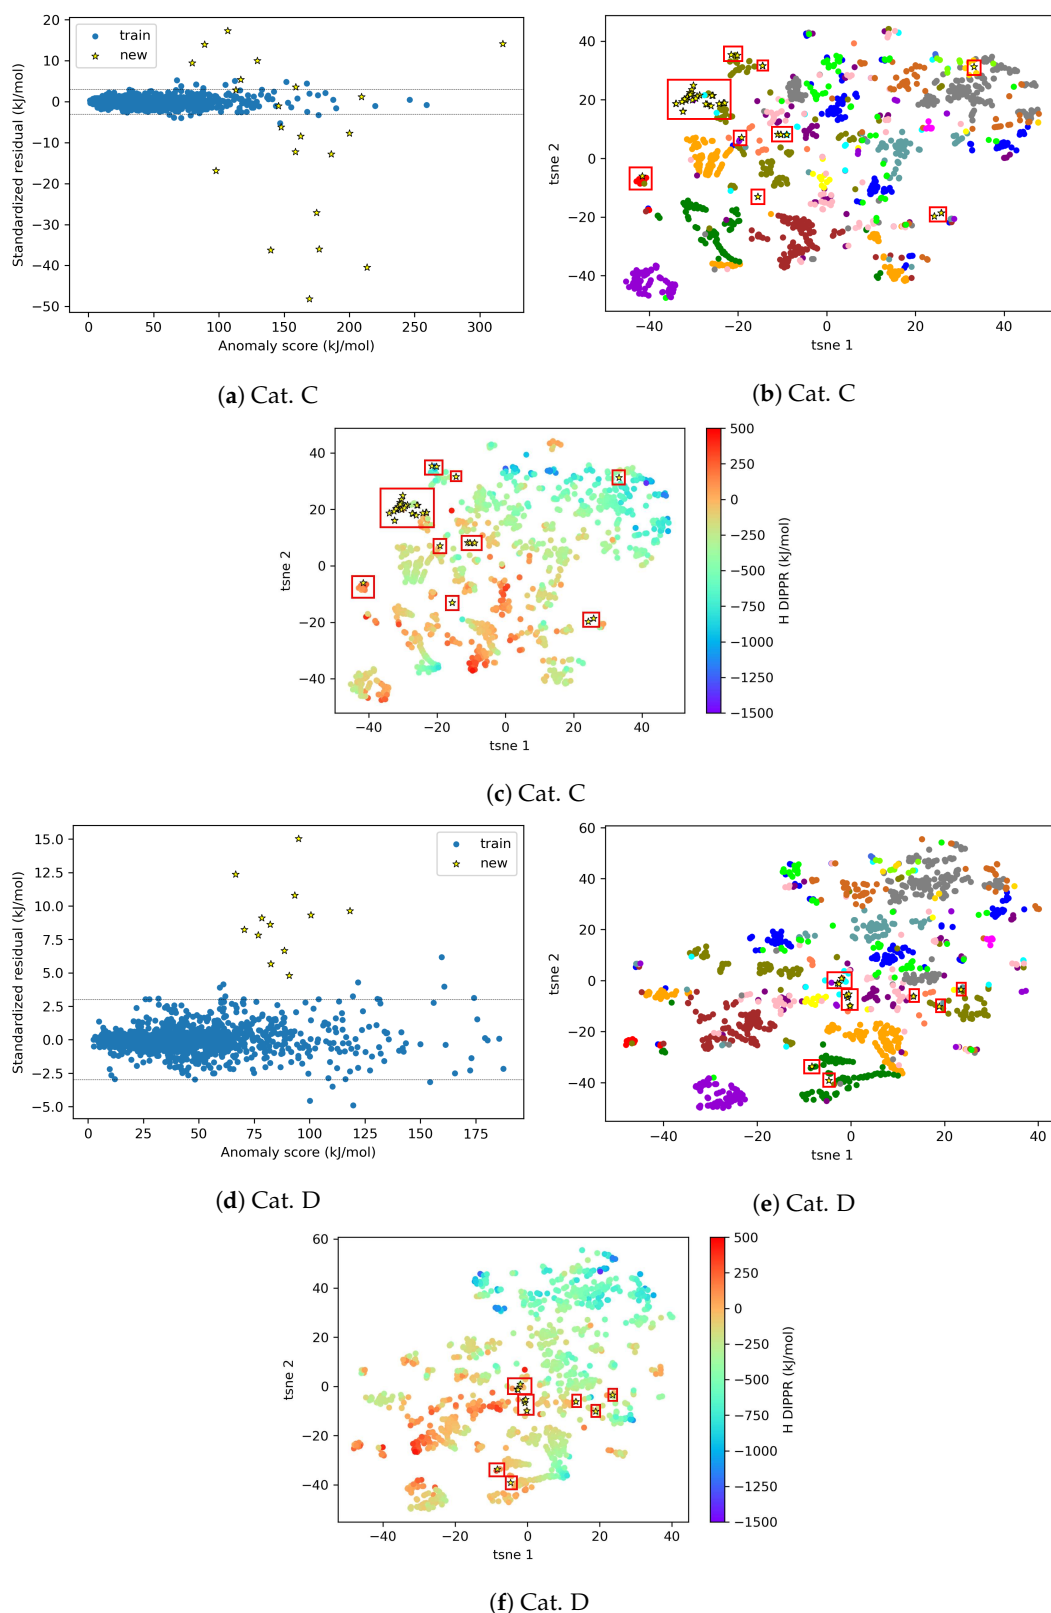 20
10
0
−10
−20
−30
−40
−50
Standardized residual (kJ/mol)
train
new
0 50 100 150 200 250 300
Anomaly score (kJ/mol)
(a) Cat. C
40
20
0
−20
−40
tsne 2
−40 −20 0 20 40
tsne 1
(b) Cat. C
40
20
0
−20
−40
tsne 2
−40 −20 0 20 40
tsne 1
500
250
0
−250
−500
−750
−1000
−1250
−1500
H DIPPR (kJ/mol)
(c) Cat. C
15.0
12.5
10.0
7.5
5.0
2.5
0.0
−2.5
−5.0
Standardized residual (kJ/mol)
train
new
0 25 50 75 100 125 150 175
Anomaly score (kJ/mol)
(d) Cat. D
60
40
20
0
−20
−40
tsne 2
−40 −20 0 20 40
tsne 1
(e) Cat. D
60
40
20
0
−20
−40
tsne 2
−40 −20 0 20 40
tsne 1
500
250
0
−250
−500
−750
−1000
−1250
−1500
H DIPPR (kJ/mol)
(f) Cat. D